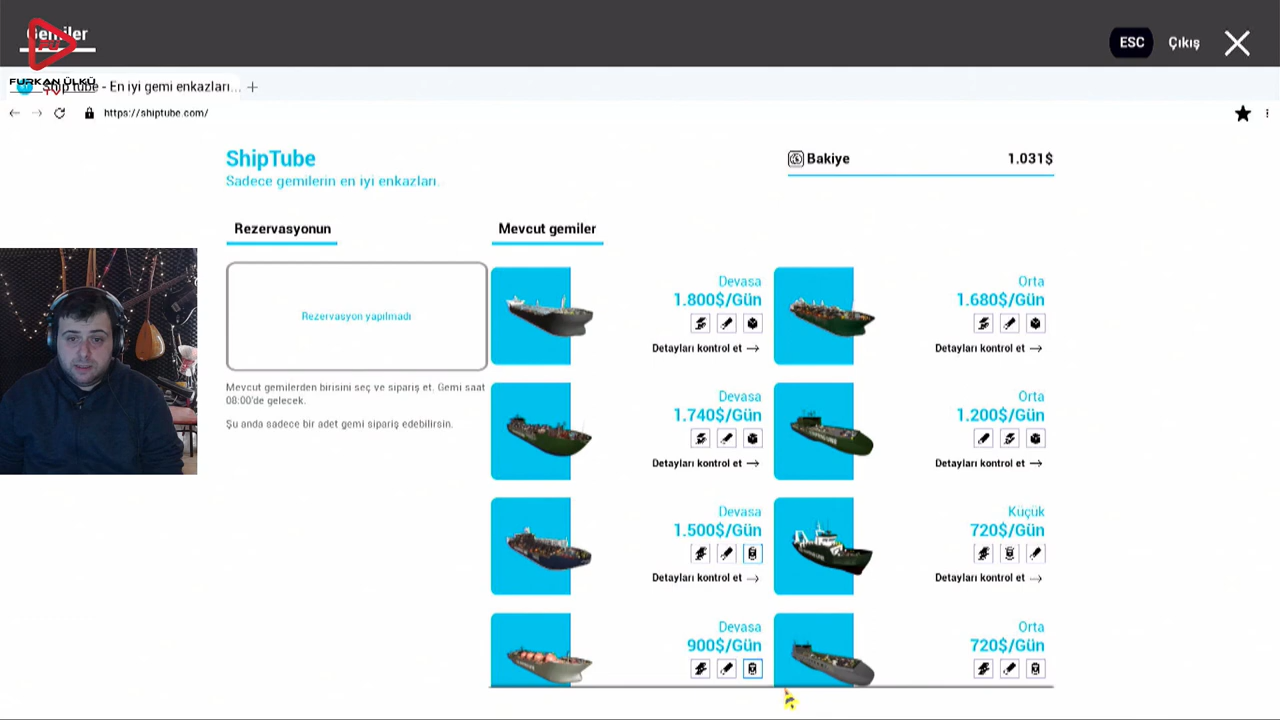 Gemiler
ESC
Çıkış
FURKAN ÜLKÜ
TV
Ship tube - En iyi gemi enkazları...
https://shiptube.com/
ShipTube
Sadece gemilerin en iyi enkazları.
Bakiye
1.031$
Rezervasyonun
Rezervasyon yapılmadı
Mevcut gemilerden birisini seç ve sipariş et. Gemi saat
08:00'de gelecek.
Şu anda sadece bir adet gemi sipariş edebilirsin.
Mevcut gemiler
Devasa
1.800$/Gün
Detayları kontrol et
Orta
1.680$/Gün
Detayları kontrol et
Devasa
1.740$/Gün
Detayları kontrol et
Orta
1.200$/Gün
Detayları kontrol et
Devasa
1.500$/Gün
Detayları kontrol et
Küçük
720$/Gün
Detayları kontrol et
Devasa
900$/Gün
Orta
720$/Gün